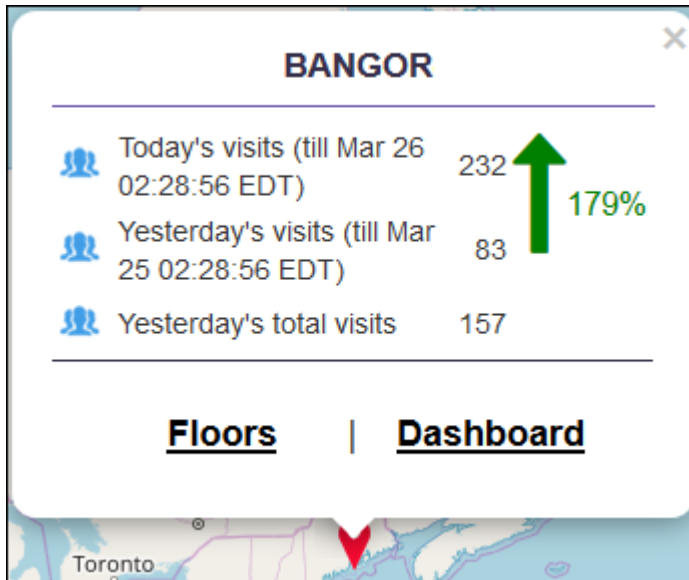 ×
BANGOR
Today's visits (till Mar 26
02:28:56 EDT)
232
179%
Yesterday's visits (till Mar
25 02:28:56 EDT)
83
Yesterday's total visits
157
Floors | Dashboard
Toronto